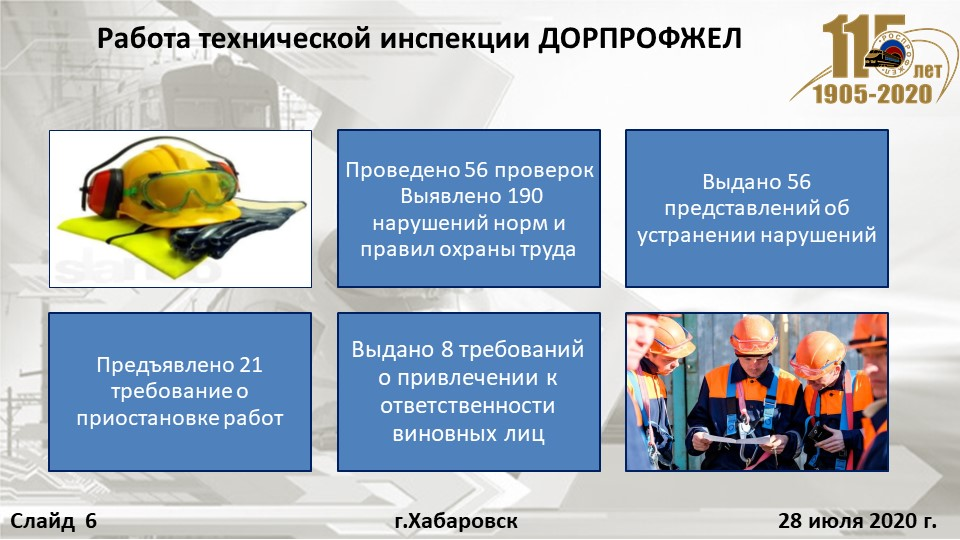 Работа технической инспекции ДОРПРОФЖЕЛ
115
РОСПРОФЖЕЛ
лет
1905-2020
Проведено 56 проверок
Выявлено 190
нарушений норм и
правил охраны труда
Выдано 56
представлений об
устранении нарушений
Предъявлено 21
требование о
приостановке работ
Выдано 8 требований
о привлечении к
ответственности
виновных лиц
Слайд 6
г.Хабаровск
28 июля 2020 г.